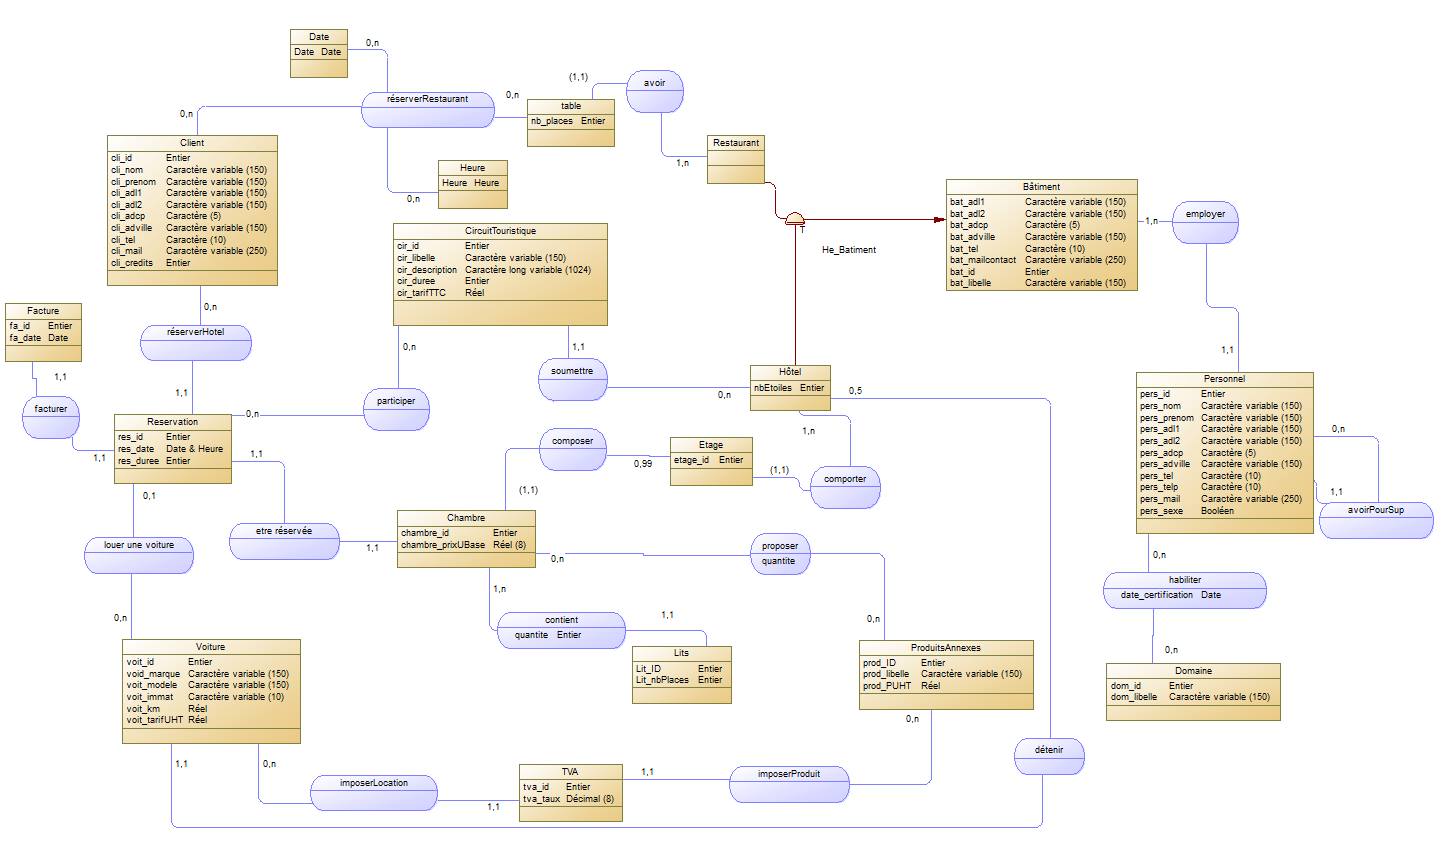 Date
Date Date
0,n
réserverRestaurant
0,n
0,n
(1,1)
avoir
table
nb_places Entier
1,n
Restaurant
Heure
Heure Heure
0,n
Client
cli_id Entier
cli_nom Caractère variable (150)
cli_prenom Caractère variable (150)
cli_adl1 Caractère variable (150)
cli_adl2 Caractère variable (150)
cli_adcp Caractère (5)
cli_adville Caractère variable (150)
cli_tel Caractère (10)
cli_mail Caractère variable (250)
cli_credits Entier
CircuitTouristique
cir_id Entier
cir_libelle Caractère variable (150)
cir_description Caractère long variable (1024)
cir_duree Entier
cir_tarifTTC Réel
He_Batiment
Bâtiment
bat_adl1 Caractère variable (150)
bat_adl2 Caractère variable (150)
bat_adcp Caractère (5)
bat_adville Caractère variable (150)
bat_tel Caractère (10)
bat_mailcontact Caractère variable (250)
bat_id Entier
bat_libelle Caractère variable (150)
1,n
employer
1,1
Facture
fa_id Entier
fa_date Date
1,1
facturer
1,1
0,n
réserverHotel
1,1
0,n
participer
0,n
1,1
soumettre
0,n
Hôtel
nbEtoiles Entier
0,5
1,n
Reservation
res_id Entier
res_date Date & Heure
res_duree Entier
1,1
0,1
composer
0,99
(1,1)
Etage
etage_id Entier
(1,1)
comporter
Personnel
pers_id Entier
pers_nom Caractère variable (150)
pers_prenom Caractère variable (150)
pers_adl1 Caractère variable (150)
pers_adl2 Caractère variable (150)
pers_adcp Caractère (5)
pers_adville Caractère variable (150)
pers_tel Caractère (10)
pers_telp Caractère (10)
pers_mail Caractère variable (250)
pers_sexe Booléen
0,n
1,1
avoirPourSup
louer une voiture
etre réservée
1,1
Chambre
chambre_id Entier
chambre_prixUBase Réel (8)
0,n
proposer
quantite
0,n
1,n
contient
quantite Entier
1,1
Lits
Lit_ID Entier
Lit_nbPlaces Entier
0,n
habiliter
date_certification Date
0,n
Domaine
dom_id Entier
dom_libelle Caractère variable (150)
0,n
Voiture
voit_id Entier
void_marque Caractère variable (150)
voit_modele Caractère variable (150)
voit_immat Caractère variable (10)
voit_km Réel
voit_tarifUHT Réel
ProduitsAnnexes
prod_ID Entier
prod_libelle Caractère variable (150)
prod_PUHT Réel
0,n
1,1
0,n
imposerLocation
1,1
TVA
tva_id Entier
tva_taux Décimal (8)
1,1
imposerProduit
détenir